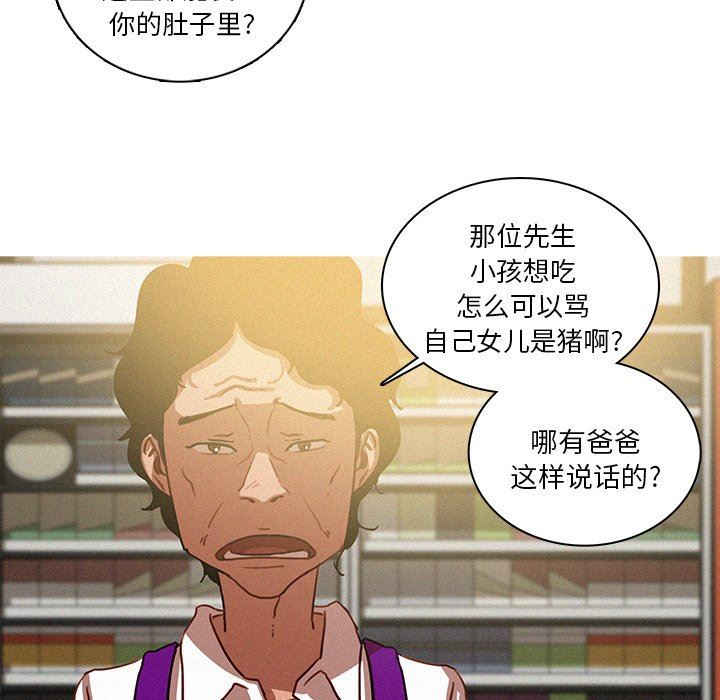 你的肚子里?
那位先生
小孩想吃
怎么可以骂
自己女儿是猪啊?
哪有爸爸
这样说话的?